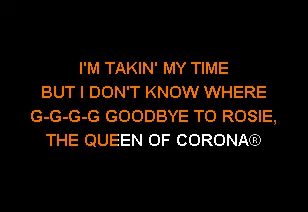 I'M TAKIN' MY TIME
BUT I DON'T KNOW WHERE
G-G-G-G GOODBYE TO ROSIE,
THE QUEEN OF CORONA®